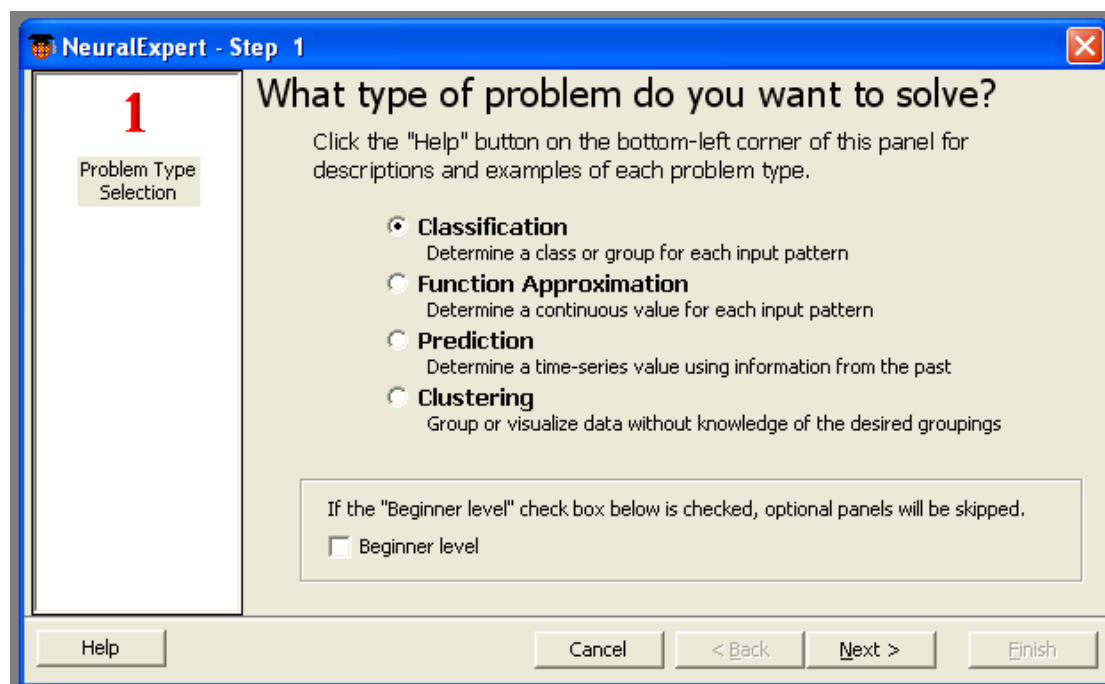 NeuralExpert - Step 1
1
Problem Type
Selection
What type of problem do you want to solve?
Click the "Help" button on the bottom-left corner of this panel for
descriptions and examples of each problem type.
Classification
Determine a class or group for each input pattern
Function Approximation
Determine a continuous value for each input pattern
Prediction
Determine a time-series value using information from the past
Clustering
Group or visualize data without knowledge of the desired groupings
If the "Beginner level" check box below is checked, optional panels will be skipped.
Beginner level
Help
Cancel
< Back
Next >
Finish